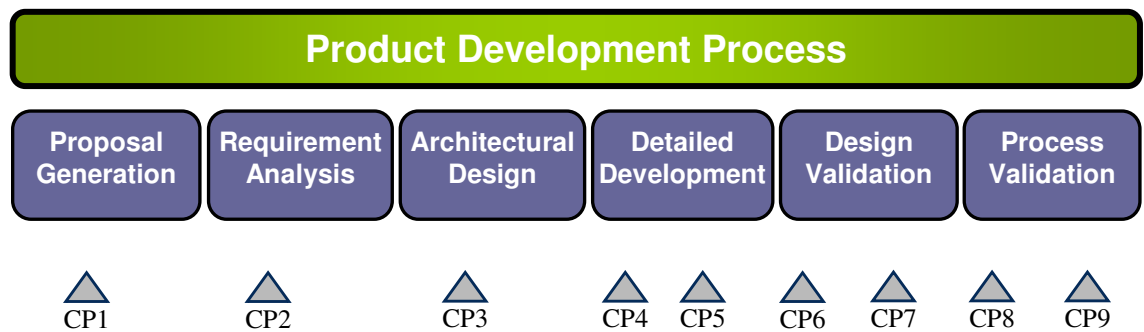 Product Development Process
Proposal
Generation
Requirement
Analysis
Architectural
Design
Detailed
Development
Design
Validation
Process
Validation
CP1
CP2
CP3
CP4
CP5
CP6
CP7
CP8
CP9